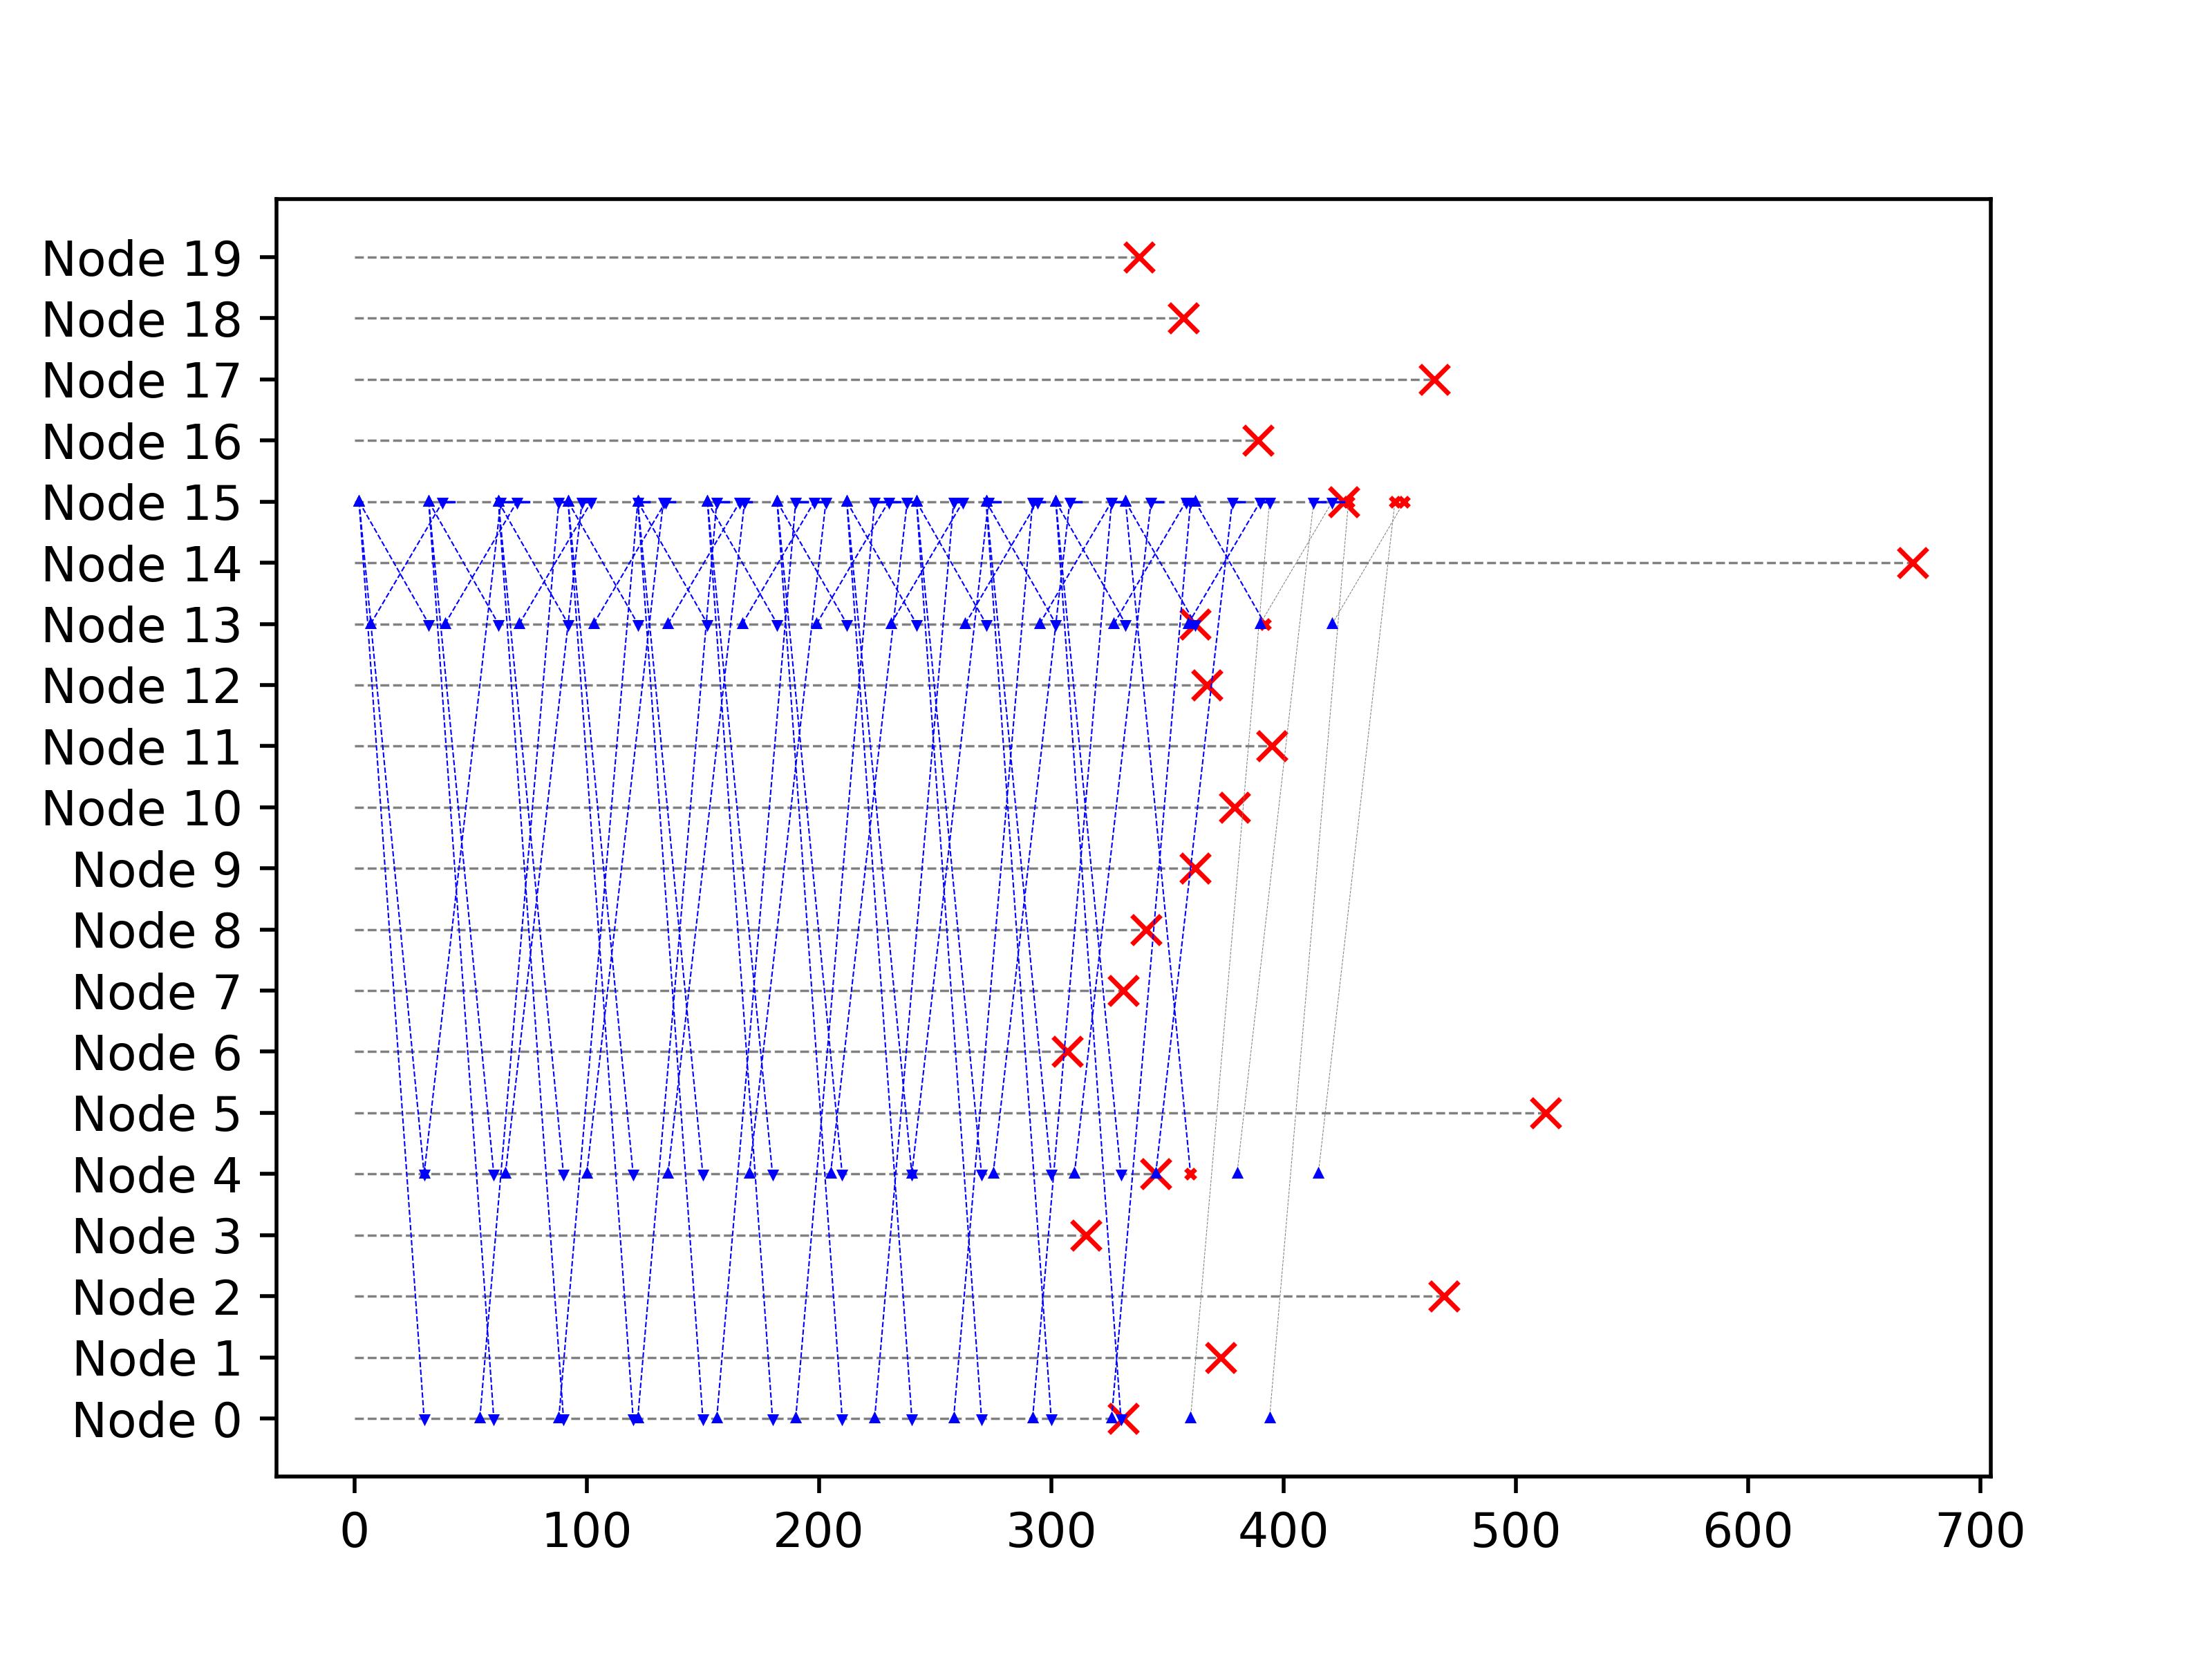 Node 19
Node 18
Node 17
Node 16
Node 15
Node 14
Node 13
Node 12
Node 11
Node 10
Node 9
Node 8
Node 7
Node 6
Node 5
Node 4
Node 3
Node 2
Node 1
Node 0
0 100 200 300 400 500 600 700